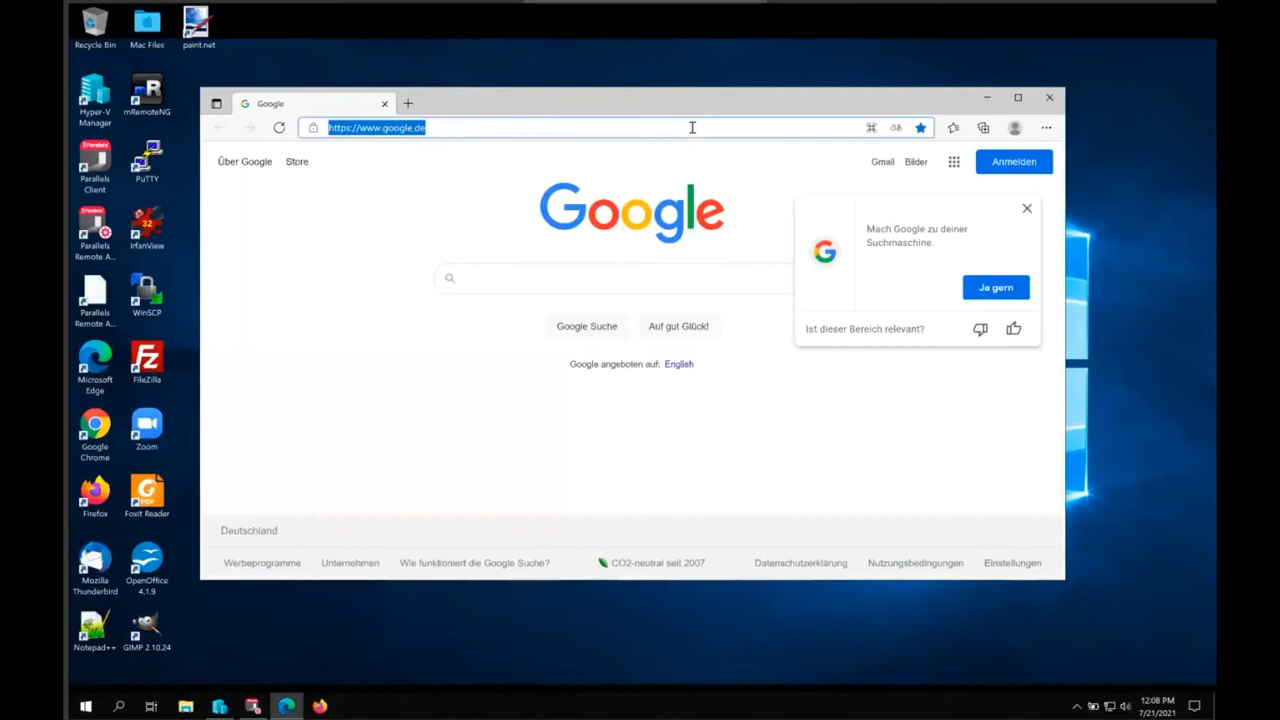 Recycle Bin
Mac Files
paint.net
Hyper-V
Manager
mRemoteNG
Parallels
Client
PuTTY
Parallels
Remote A...
32
IrfanView
Parallels
Remote A...
WinSCP
Microsoft
Edge
FileZilla
Google
Chrome
Zoom
Firefox
PDF
Foxit Reader
Mozilla
Thunderbird
OpenOffice
4.1.9
Notepad++
GIMP 2.10.24
Google
https://www.google.de
Über Google
Store
Gmail
Bilder
Anmelden
Google
Mach Google zu deiner
Suchmaschine.
Ja gern
Ist dieser Bereich relevant?
Google Suche
Auf gut Glück!
Google angeboten auf: English
Deutschland
Werbeprogramme
Unternehmen
Wie funktioniert die Google Suche?
CO2-neutral seit 2007
Datenschutzerklärung
Nutzungsbedingungen
Einstellungen
12:08 PM
7/21/2021